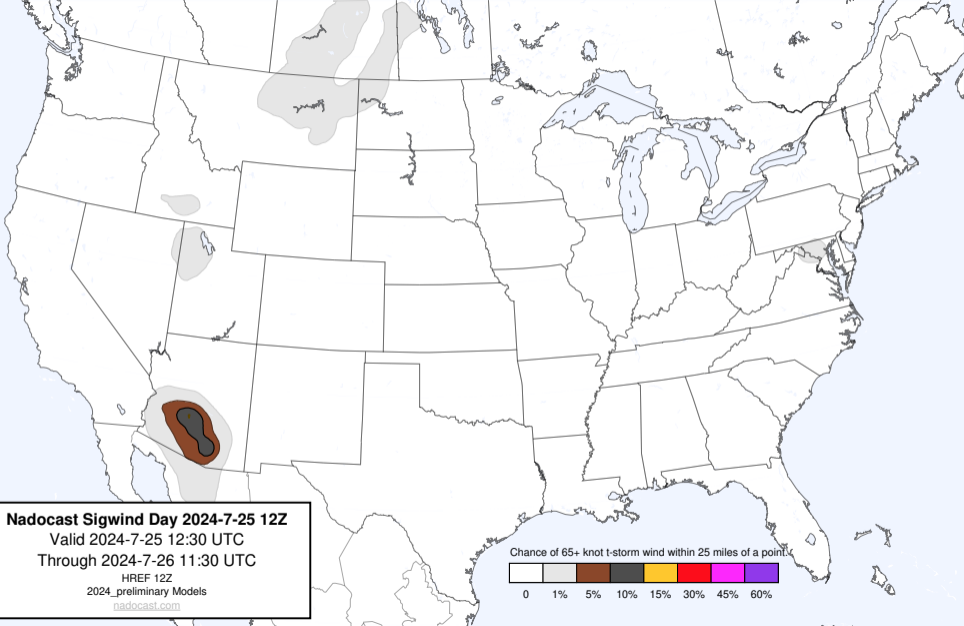 Chance of 65+ knot t-storm wind within 25 miles of a point.
0 1% 5% 10% 15% 30% 45% 60%
Nadocast Sigwind Day 2024-7-25 12Z
Valid 2024-7-25 12:30 UTC
Through 2024-7-26 11:30 UTC
HREF 12Z
2024_preliminary Models
nadocast.com